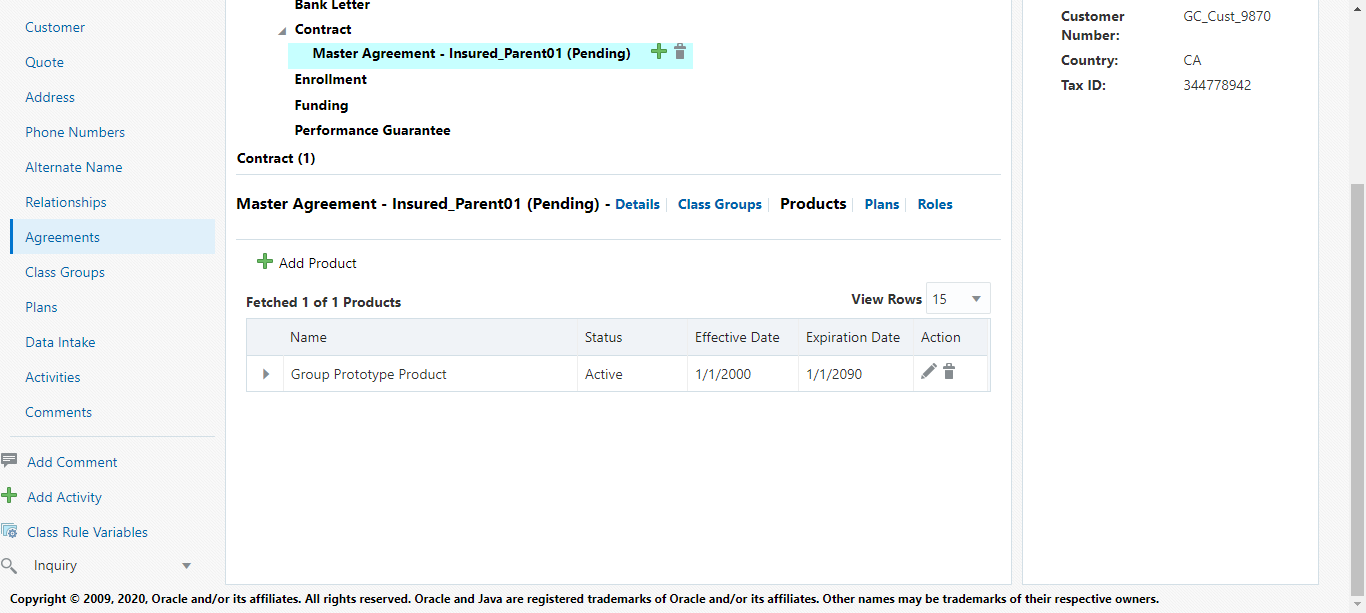 Customer
Quote
Address
Phone Numbers
Alternate Name
Relationships
Agreements
Class Groups
Plans
Data Intake
Activities
Comments
Add Comment
Add Activity
Class Rule Variables
Inquiry
Bank Letter
Contract
Master Agreement - Insured_Parent01 (Pending)
Enrollment
Funding
Performance Guarantee
Contract (1)
Master Agreement - Insured_Parent01 (Pending) - Details Class Groups Products Plans Roles
Add Product
Fetched 1 of 1 Products View Rows 15
Name Status Effective Date Expiration Date Action
Group Prototype Product Active 1/1/2000 1/1/2090
Customer Number: GC_Cust_9870
Country: CA
Tax ID: 344778942
Copyright © 2009, 2020, Oracle and/or its affiliates. All rights reserved. Oracle and Java are registered trademarks of Oracle and/or its affiliates. Other names may be trademarks of their respective owners.